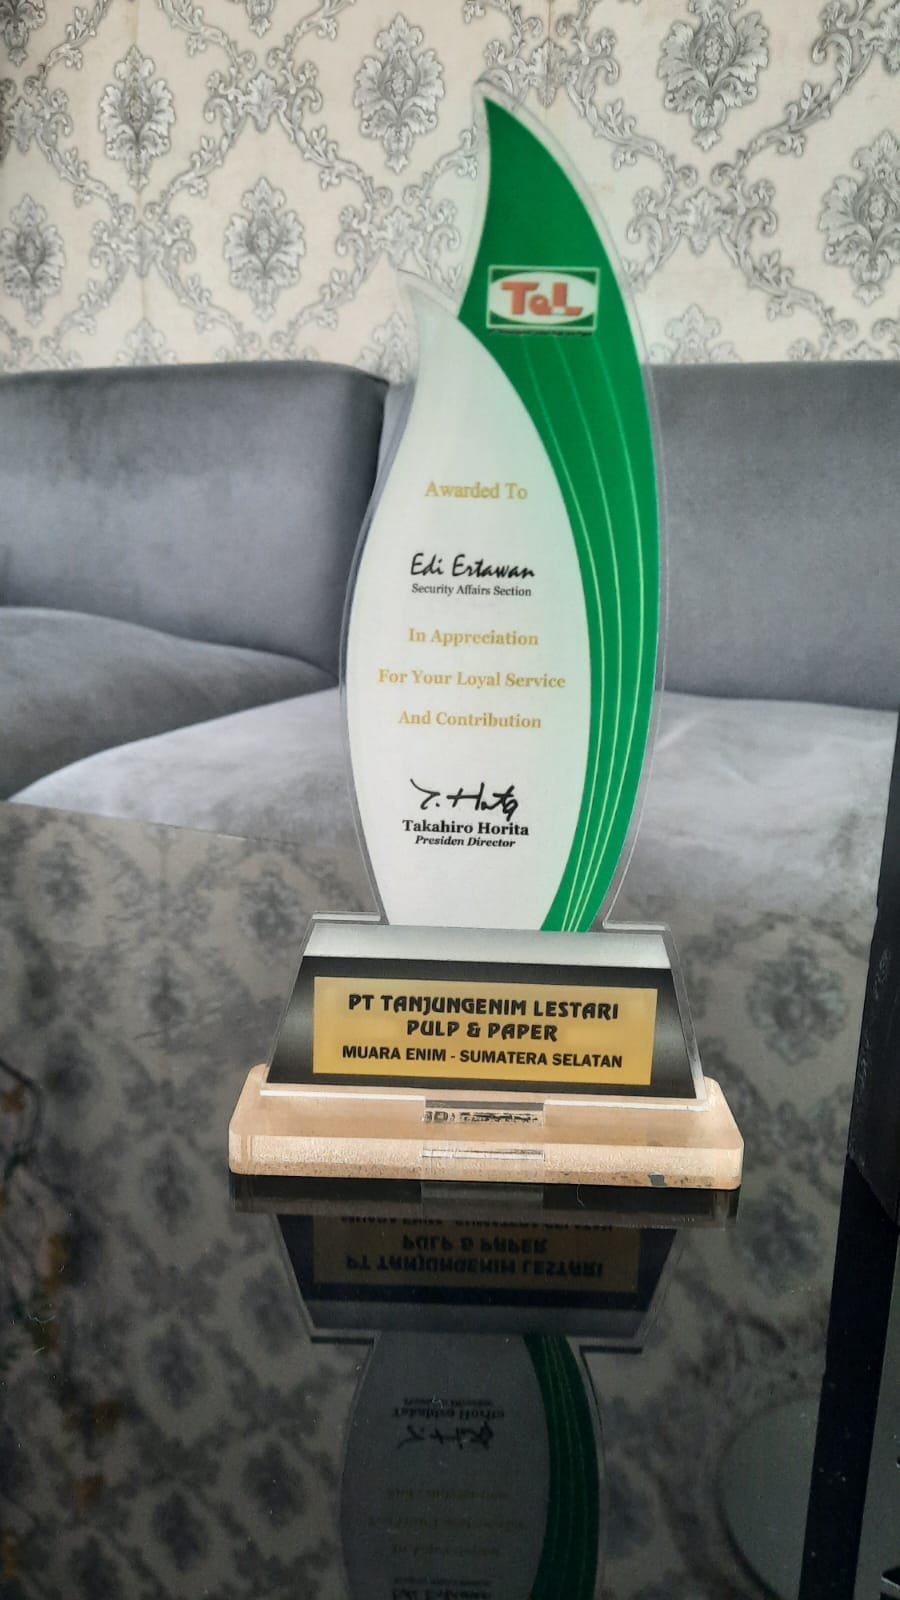 TeL
Awarded To
Edi Ertawan
Security Affairs Section
In Appreciation
For Your Loyal Service
And Contribution
Takahiro Horita
Presiden Director
PT TANJUNGENIM LESTARI
PULP & PAPER
MUARA ENIM - SUMATERA SELATAN